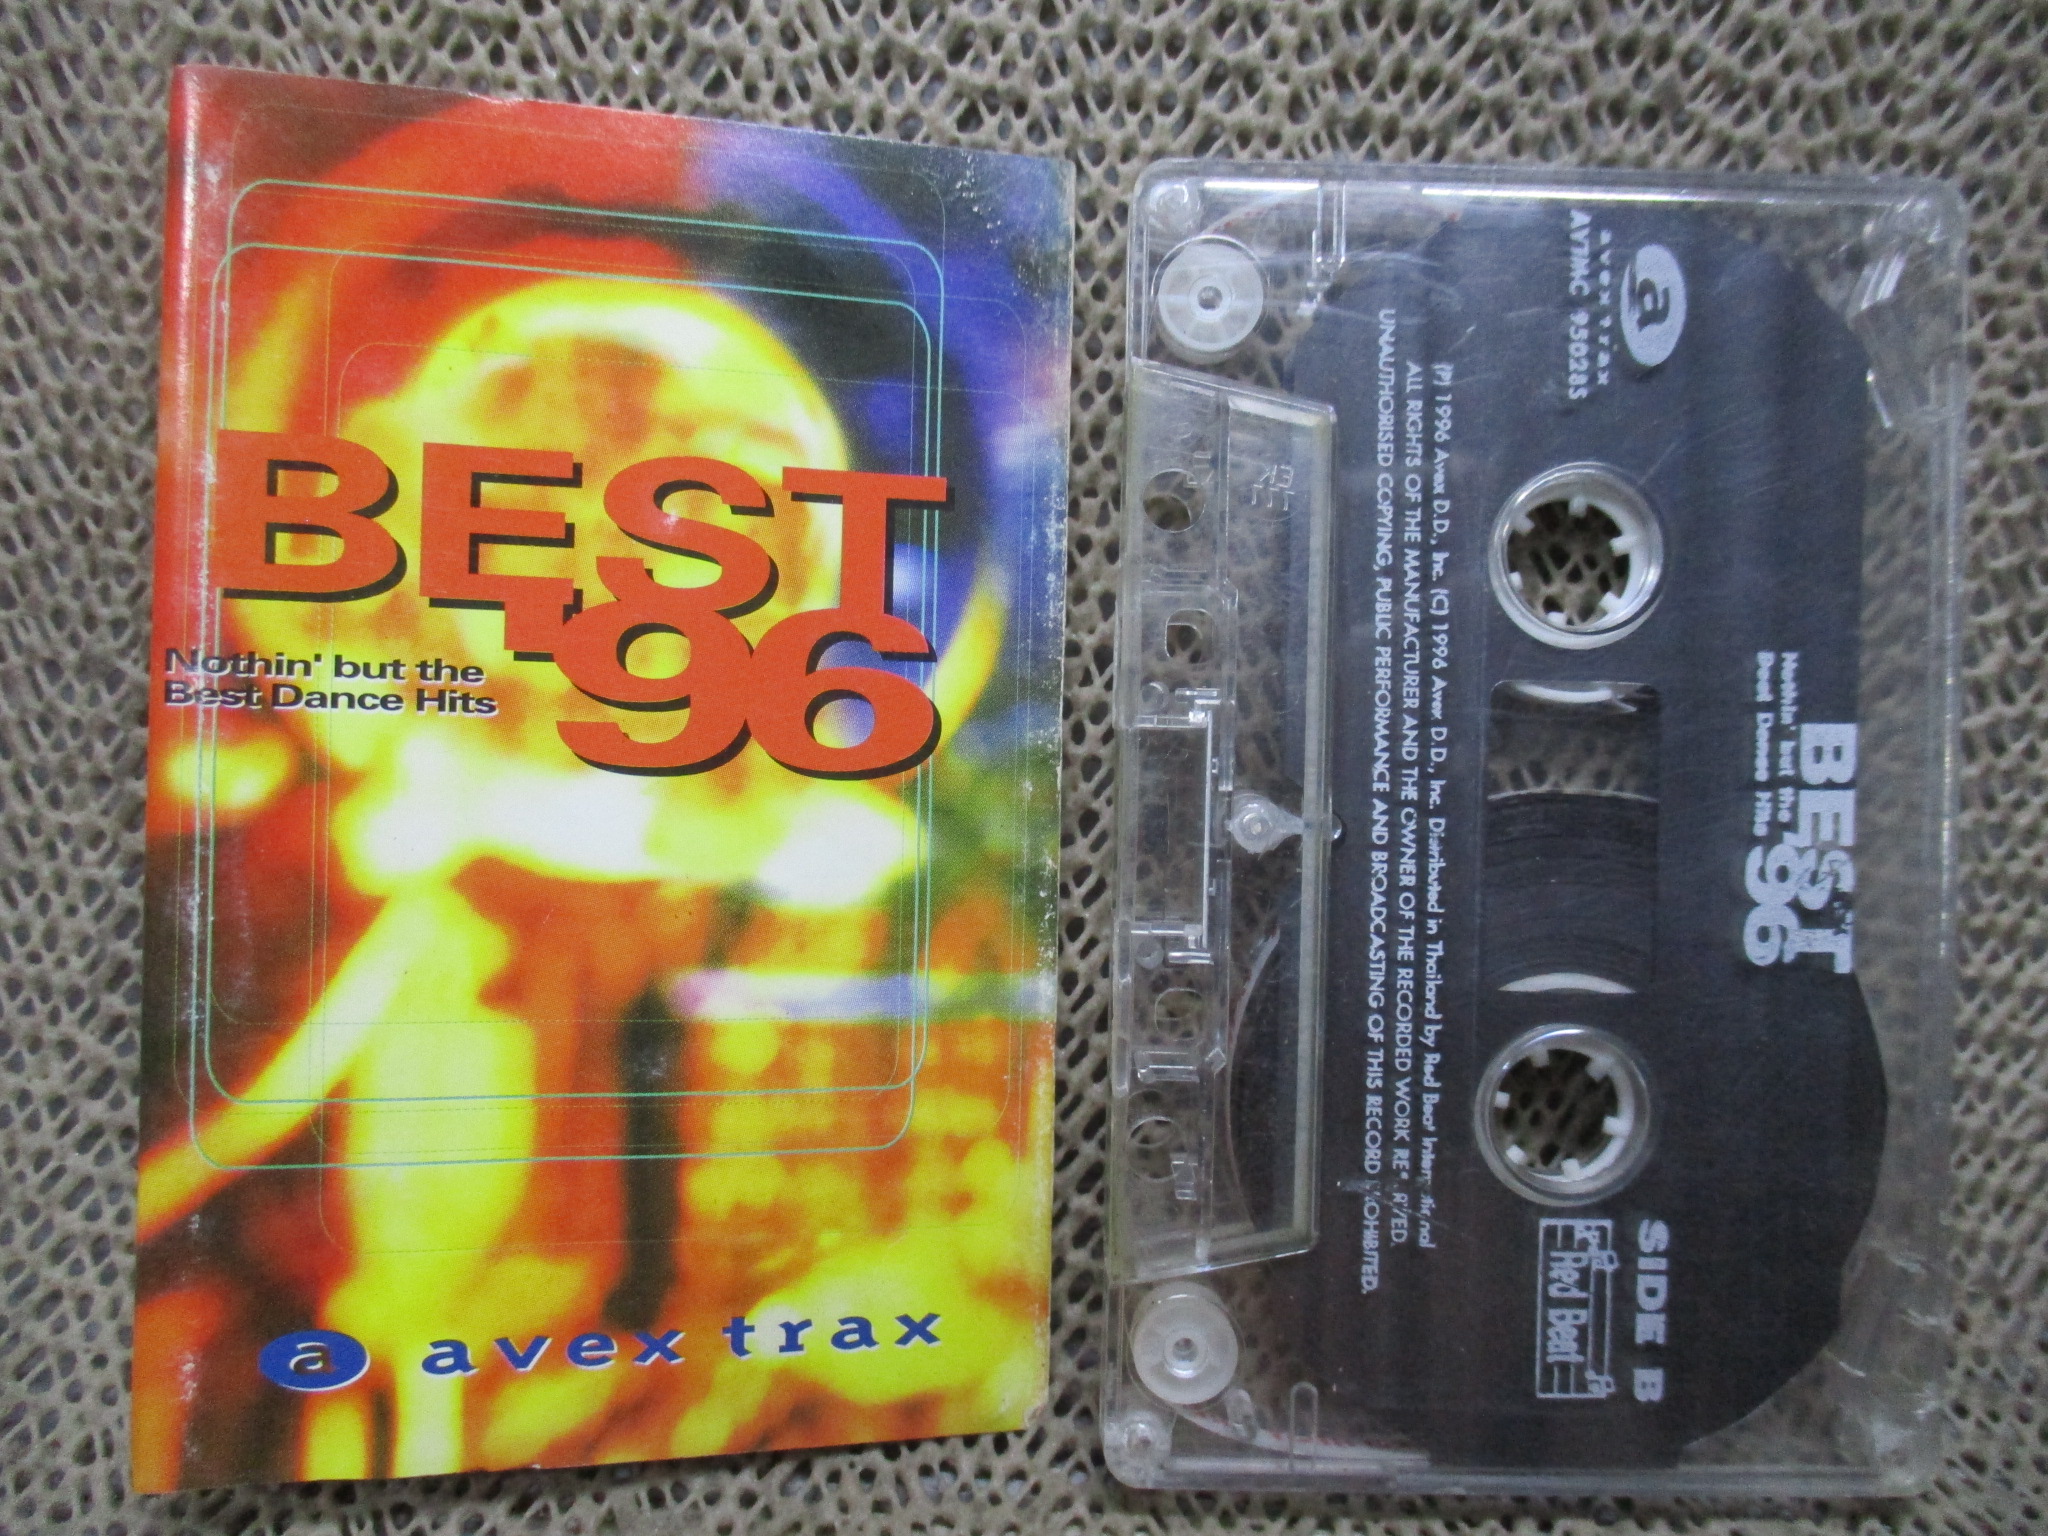 BEST
'96
Nothin' but the
Best Dance Hits
a avex trax
BEST
'96
Nothin' but the
Best Dance Hits
a
avex trax
AVTMC 95028S
SIDE B
Red Beat
(P) 1996 Avex D.D., Inc. (C) 1996 Avex D.D., Inc. Distributed in Thailand by Red Beat International
ALL RIGHTS OF THE MANUFACTURER AND THE OWNER OF THE RECORDED WORK RESERVED.
UNAUTHORISED COPYING, PUBLIC PERFORMANCE AND BROADCASTING OF THIS RECORD PROHIBITED.